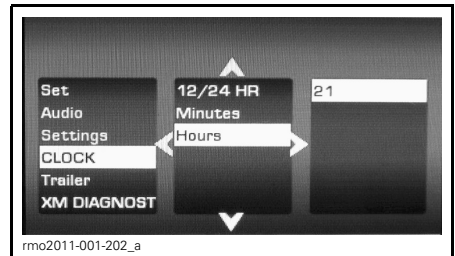 Set
Audio
Settings
CLOCK
Trailer
XM DIAGNOST
12/24 HR
Minutes
Hours
21
rmo2011-001-202_a